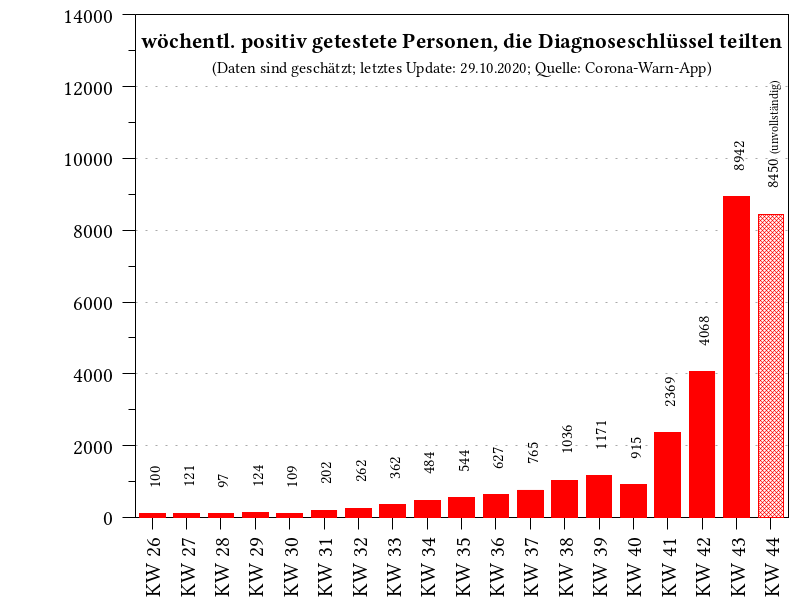 wöchentl. positiv getestete Personen, die Diagnoseschlüssel teilten
(Daten sind geschätzt; letztes Update: 29.10.2020; Quelle: Corona-Warn-App)
14000
12000
10000
8000
6000
4000
2000
0
100
121
97
124
109
202
262
362
484
544
627
765
1036
1171
915
2369
4068
8942
8450 (unvollständig)
KW 26
KW 27
KW 28
KW 29
KW 30
KW 31
KW 32
KW 33
KW 34
KW 35
KW 36
KW 37
KW 38
KW 39
KW 40
KW 41
KW 42
KW 43
KW 44